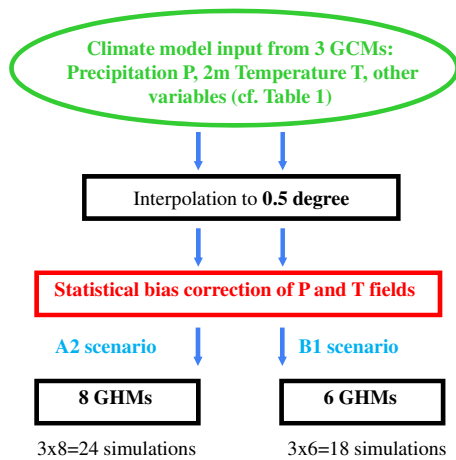 Climate model input from 3 GCMs:
Precipitation P, 2m Temperature T, other
variables (cf. Table 1)
Interpolation to 0.5 degree
Statistical bias correction of P and T fields
A2 scenario
B1 scenario
8 GHMs
6 GHMs
3x8=24 simulations
3x6=18 simulations